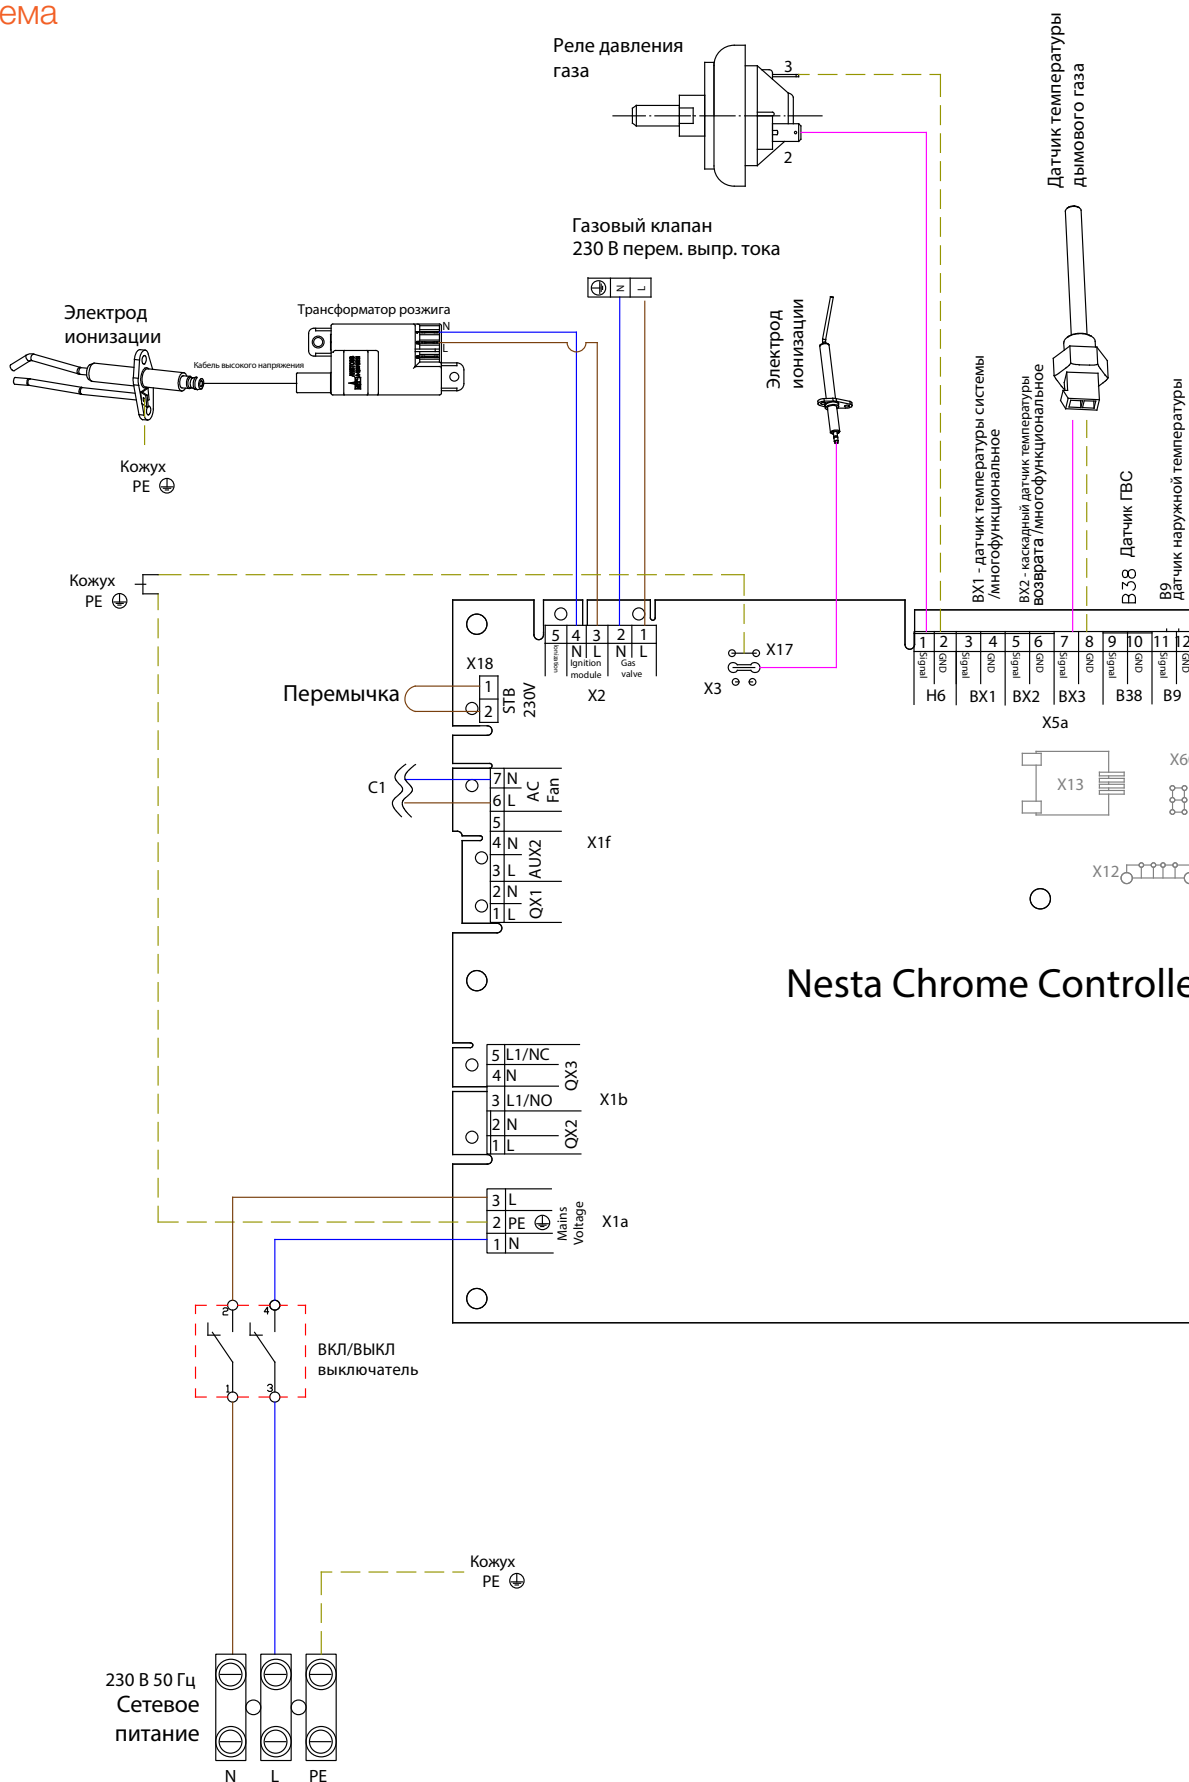 ема
Реле давления
газа
3
2
Датчик температуры
дымового газа
Газовый клапан
230 В перем. выпр. тока
N
L
Электрод
ионизации
Трансформатор розжига
N
L
Кабель высокого напряжения
Кожух
PE
Электрод
ионизации
BX1 - датчик температуры системы
/многофункциональное
BX2 - каскадный датчик температуры
возврата /многофункциональное
B38 Датчик ГВС
B9
датчик наружной температуры
Кожух
PE
5 4 3 2 1
Ionization
N L N L
Ignition
module
Gas
valve
X2
X17
X3
1 2 3 4 5 6 7 8 9 10 11 12
Signal GND Signal GND Signal GND Signal GND Signal GND Signal GND
H6 BX1 BX2 BX3 B38 B9
X5a
X18
Перемычка
1
2
STB
230V
C1
7 N
6 L
AC
Fan
5
4 N
3 L
AUX2
2 N
1 L
QX1
X1f
X13
X6
X12
Nesta Chrome Controlle
5 L1/NC
4 N
3 L1/NO
QX3
2 N
1 L
QX2
X1b
3 L
2 PE
1 N
Mains
Voltage
X1a
2 4
1 3
ВКЛ/ВЫКЛ
выключатель
Кожух
PE
230 В 50 Гц
Сетевое
питание
N L PE